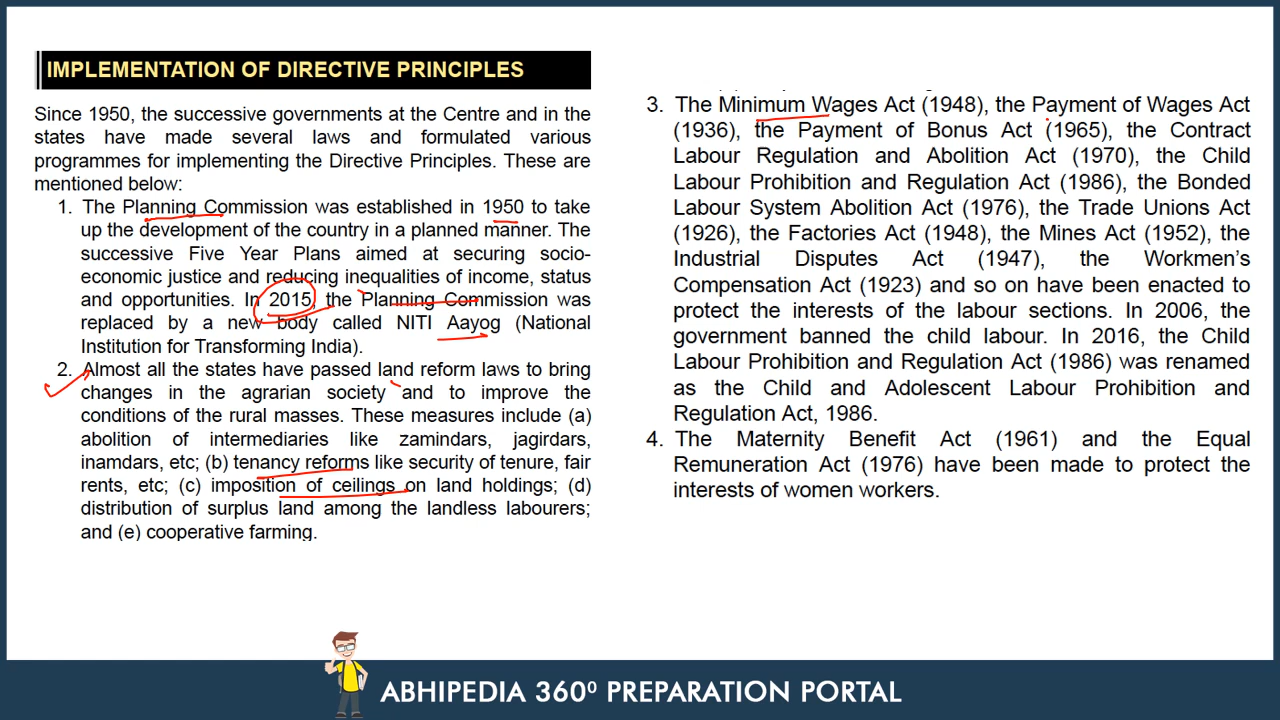 IMPLEMENTATION OF DIRECTIVE PRINCIPLES
Since 1950, the successive governments at the Centre and in the
states have made several laws and formulated various
programmes for implementing the Directive Principles. These are
mentioned below:
1. The Planning Commission was established in 1950 to take
up the development of the country in a planned manner. The
successive Five Year Plans aimed at securing socio-
economic justice and reducing inequalities of income, status
and opportunities. In 2015, the Planning Commission was
replaced by a new body called NITI Aayog (National
Institution for Transforming India).
2. Almost all the states have passed land reform laws to bring
changes in the agrarian society and to improve the
conditions of the rural masses. These measures include (a)
abolition of intermediaries like zamindars, jagirdars,
inamdars, etc; (b) tenancy reforms like security of tenure, fair
rents, etc; (c) imposition of ceilings on land holdings; (d)
distribution of surplus land among the landless labourers;
and (e) cooperative farming.
3. The Minimum Wages Act (1948), the Payment of Wages Act
(1936), the Payment of Bonus Act (1965), the Contract
Labour Regulation and Abolition Act (1970), the Child
Labour Prohibition and Regulation Act (1986), the Bonded
Labour System Abolition Act (1976), the Trade Unions Act
(1926), the Factories Act (1948), the Mines Act (1952), the
Industrial Disputes Act (1947), the Workmen's
Compensation Act (1923) and so on have been enacted to
protect the interests of the labour sections. In 2006, the
government banned the child labour. In 2016, the Child
Labour Prohibition and Regulation Act (1986) was renamed
as the Child and Adolescent Labour Prohibition and
Regulation Act, 1986.
4. The Maternity Benefit Act (1961) and the Equal
Remuneration Act (1976) have been made to protect the
interests of women workers.
ABHIPEDIA 360⁰ PREPARATION PORTAL